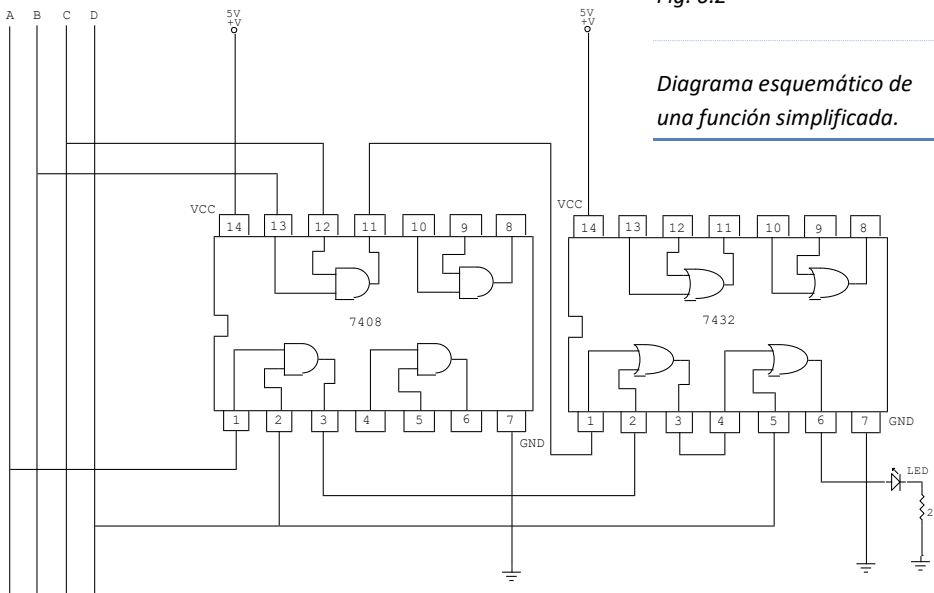 Fig. 6.2
Diagrama esquemático de
una función simplificada.
A B C D
5V
+V
5V
+V
VCC
14 13 12 11 10 9 8
7408
1 2 3 4 5 6 7
GND
VCC
14 13 12 11 10 9 8
7432
1 2 3 4 5 6 7
GND
LED
2